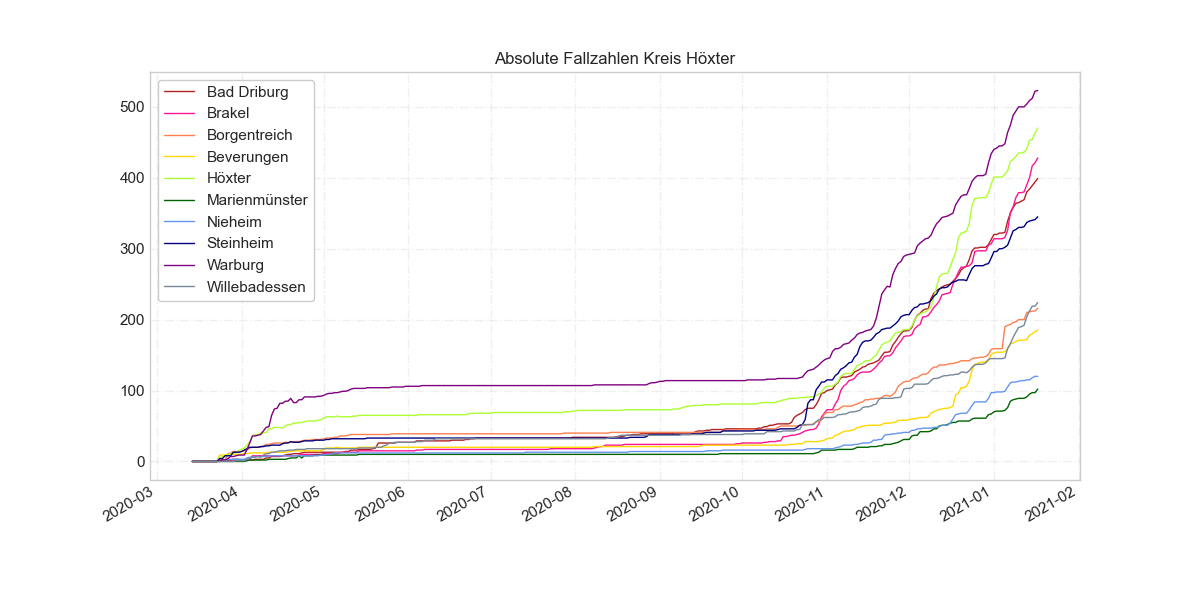 Absolute Fallzahlen Kreis Höxter
Bad Driburg
Brakel
Borgentreich
Beverungen
Höxter
Marienmünster
Nieheim
Steinheim
Warburg
Willebadessen
500
400
300
200
100
0
2020-03
2020-04
2020-05
2020-06
2020-07
2020-08
2020-09
2020-10
2020-11
2020-12
2021-01
2021-02